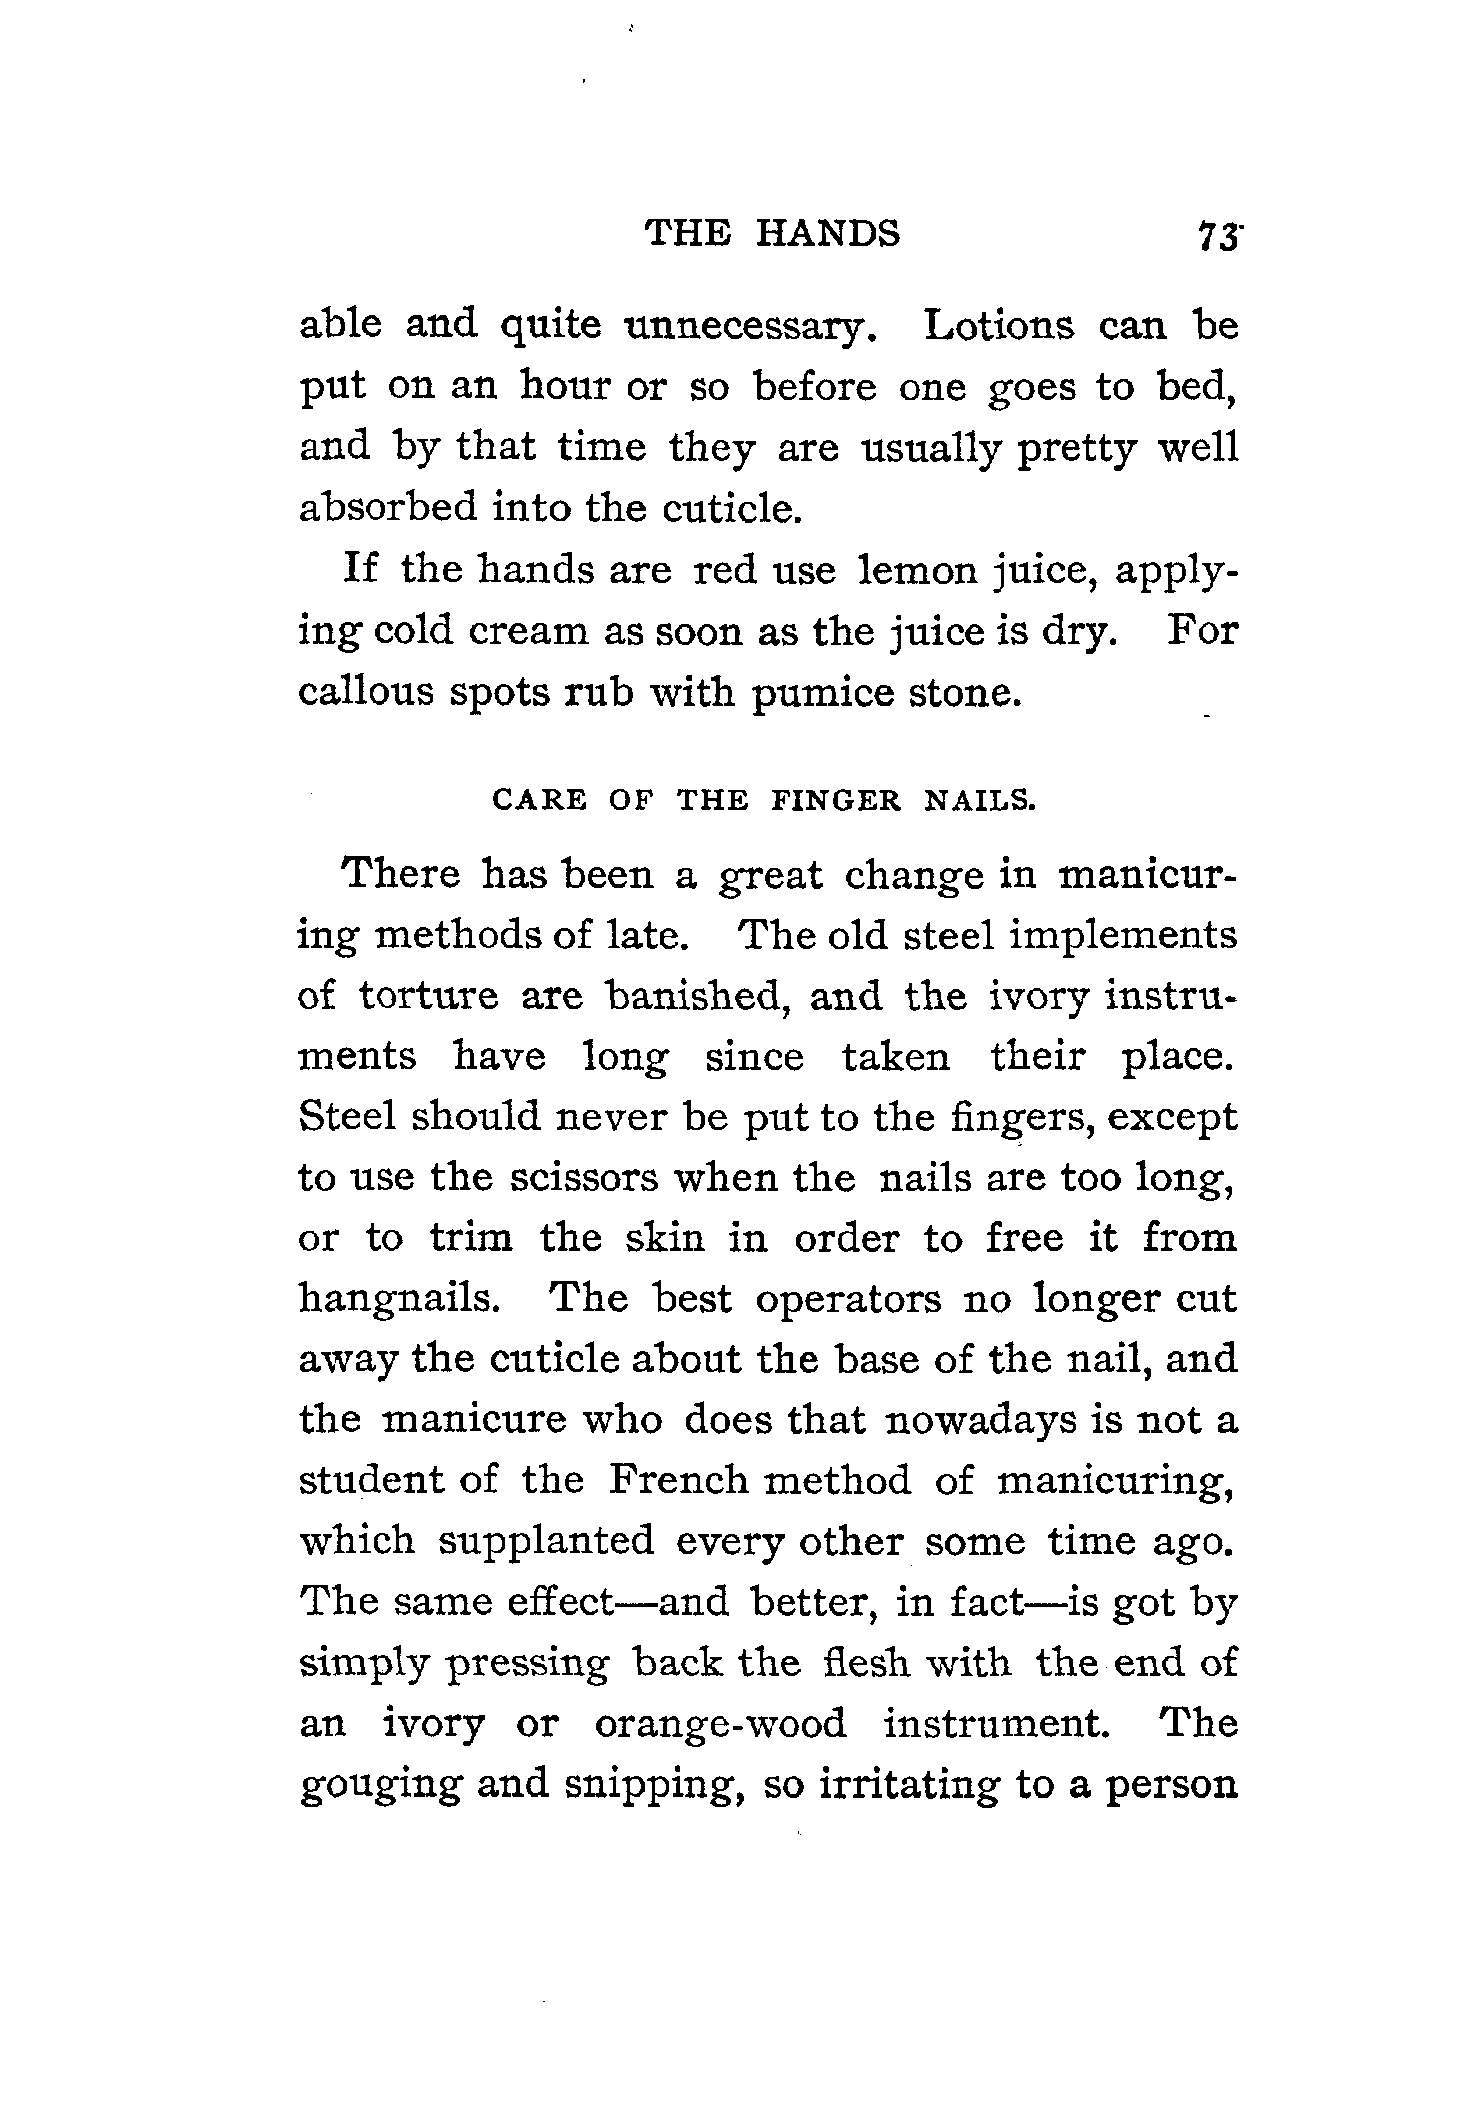 THE HANDS 73
able and quite unnecessary. Lotions can be
put on an hour or so before one goes to bed,
and by that time they are usually pretty well
absorbed into the cuticle.
If the hands are red use lemon juice, apply-
ing cold cream as soon as the juice is dry. For
callous spots rub with pumice stone.
CARE OF THE FINGER NAILS.
There has been a great change in manicur-
ing methods of late. The old steel implements
of torture are banished, and the ivory instru-
ments have long since taken their place.
Steel should never be put to the fingers, except
to use the scissors when the nails are too long,
or to trim the skin in order to free it from
hangnails. The best operators no longer cut
away the cuticle about the base of the nail, and
the manicure who does that nowadays is not a
student of the French method of manicuring,
which supplanted every other some time ago.
The same effect—and better, in fact—is got by
simply pressing back the flesh with the end of
an ivory or orange-wood instrument. The
gouging and snipping, so irritating to a person